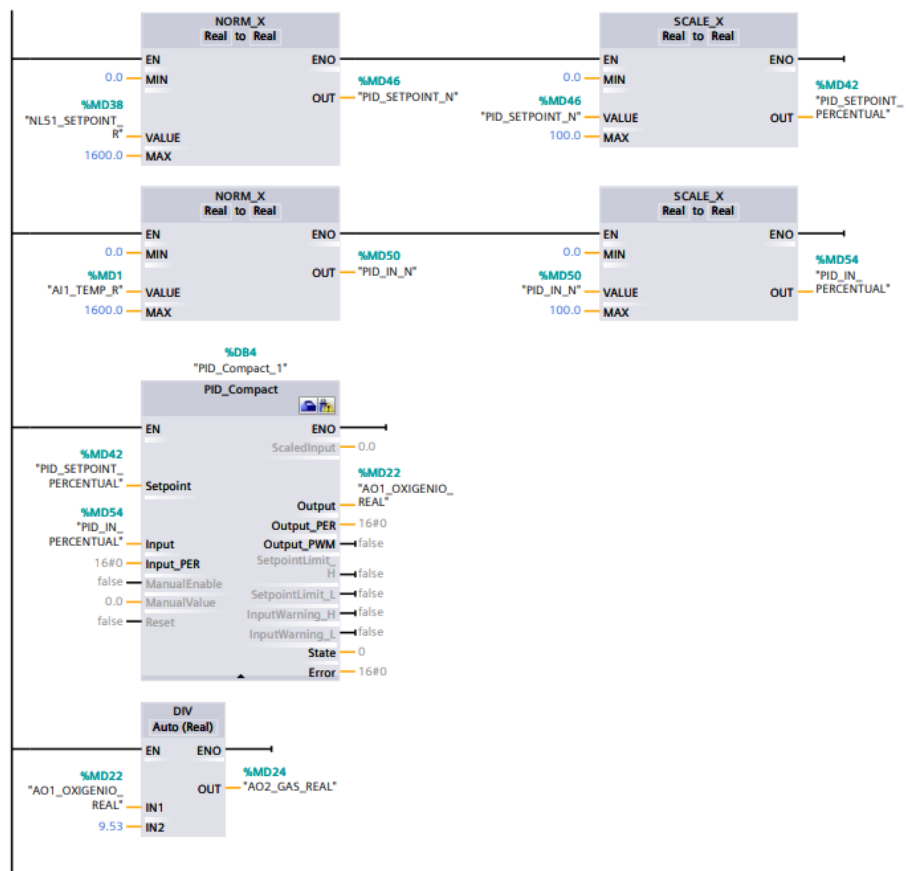 NORM_X
Real to Real
EN
ENO
0.0
MIN
%MD38
"NL51_SETPOINT_
R"
VALUE
1600.0
MAX
OUT
%MD46
"PID_SETPOINT_N"
SCALE_X
Real to Real
EN
ENO
0.0
MIN
%MD46
"PID_SETPOINT_N"
VALUE
100.0
MAX
OUT
%MD42
"PID_SETPOINT_
PERCENTUAL"
NORM_X
Real to Real
EN
ENO
0.0
MIN
%MD1
"AI1_TEMP_R"
VALUE
1600.0
MAX
OUT
%MD50
"PID_IN_N"
SCALE_X
Real to Real
EN
ENO
0.0
MIN
%MD50
"PID_IN_N"
VALUE
100.0
MAX
OUT
%MD54
"PID_IN_
PERCENTUAL"
%DB4
"PID_Compact_1"
PID_Compact
EN
ENO
ScaledInput
0.0
%MD42
"PID_SETPOINT_
PERCENTUAL"
Setpoint
%MD54
"PID_IN_
PERCENTUAL"
Input
16#0
Input_PER
false
ManualEnable
0.0
ManualValue
false
Reset
%MD22
"AO1_OXIGENIO_
REAL"
Output
Output_PER
16#0
Output_PWM
false
SetpointLimit_
H
false
SetpointLimit_L
false
InputWarning_H
false
InputWarning_L
false
State
0
Error
16#0
DIV
Auto (Real)
EN
ENO
%MD22
"AO1_OXIGENIO_
REAL"
IN1
9.53
IN2
OUT
%MD24
"AO2_GAS_REAL"